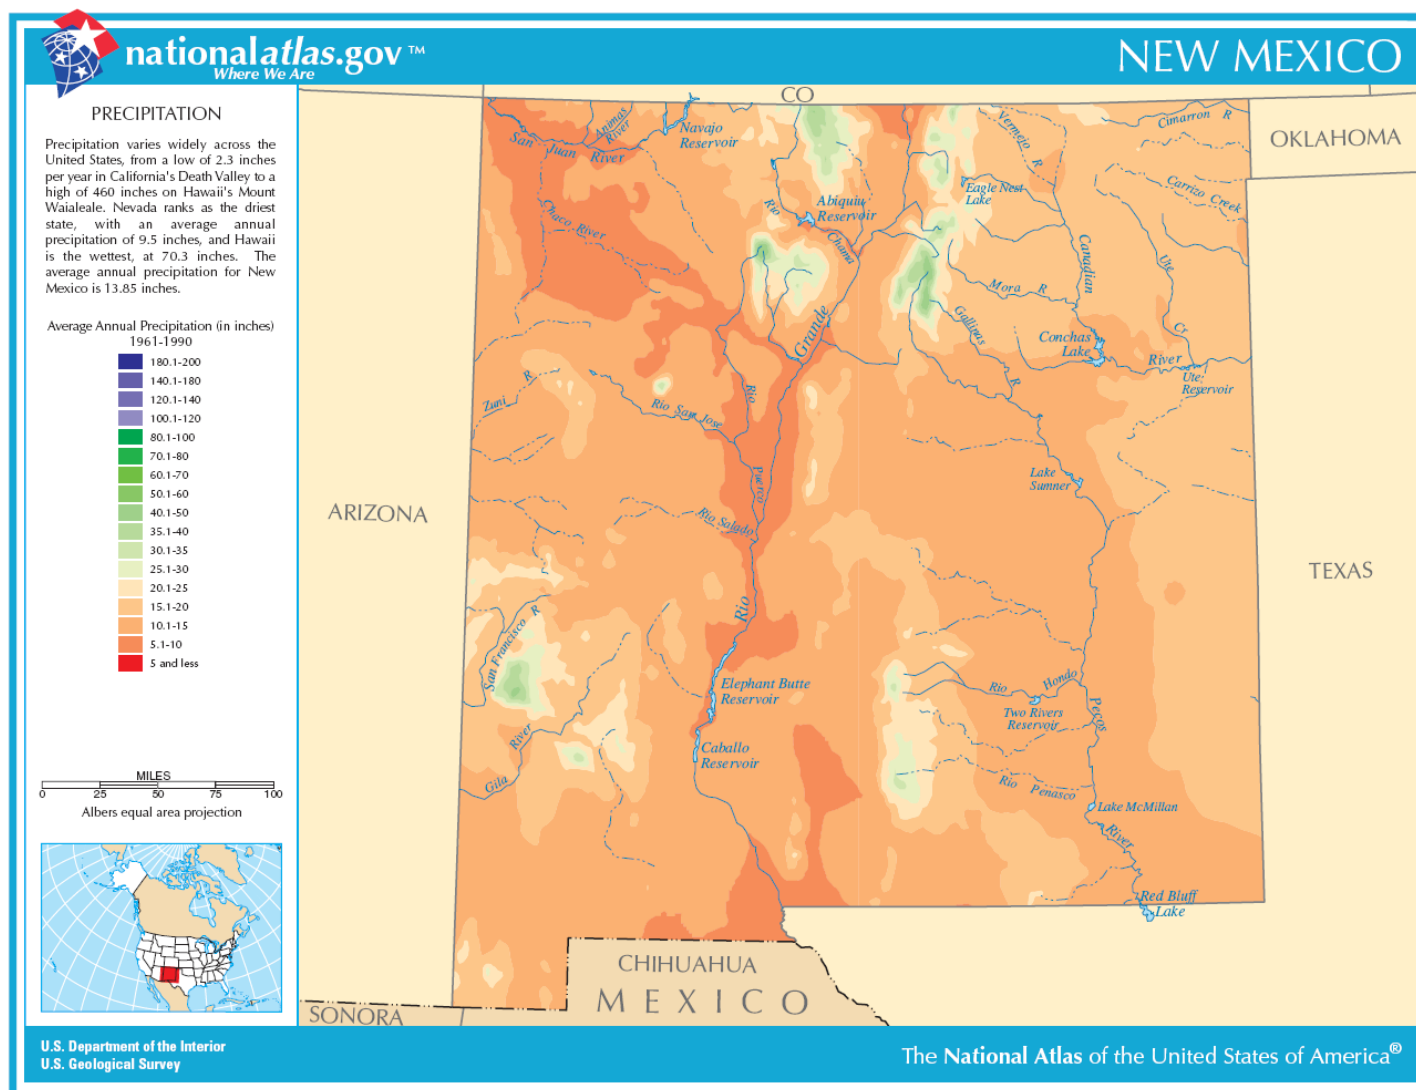 nationalatlas.gov™
Where We Are
NEW MEXICO
PRECIPITATION
Precipitation varies widely across the
United States, from a low of 2.3 inches
per year in California's Death Valley to a
high of 460 inches on Hawaii's Mount
Waialeale. Nevada ranks as the driest
state, with an average annual
precipitation of 9.5 inches, and Hawaii
is the wettest, at 70.3 inches. The
average annual precipitation for New
Mexico is 13.85 inches.
Average Annual Precipitation (in inches)
1961-1990
180.1-200
140.1-180
120.1-140
100.1-120
80.1-100
70.1-80
60.1-70
50.1-60
40.1-50
35.1-40
30.1-35
25.1-30
20.1-25
15.1-20
10.1-15
5.1-10
5 and less
MILES
0 25 50 75 100
Albers equal area projection
CO
OKLAHOMA
ARIZONA
TEXAS
CHIHUAHUA
MEXICO
SONORA
San Juan River
Animas
River
Navajo
Reservoir
Chaco River
Rio Chama
Abiquiu
Reservoir
Eagle Nest
Lake
Vermejo R
Cimarron R
Carrizo Creek
Canadian
River
Ute Cr
Mora R
Gallinas
R
Conchas
Lake
Ute
Reservoir
Grande
Zuni R
Rio San Jose
Rio
Puerco
Lake
Sumner
Rio Salado
Rio
San Francisco R
Elephant Butte
Reservoir
Rio Hondo
Two Rivers
Reservoir
Pecos
Gila River
Caballo
Reservoir
Rio Penasco
Lake McMillan
River
Red Bluff
Lake
U.S. Department of the Interior
U.S. Geological Survey
The National Atlas of the United States of America®